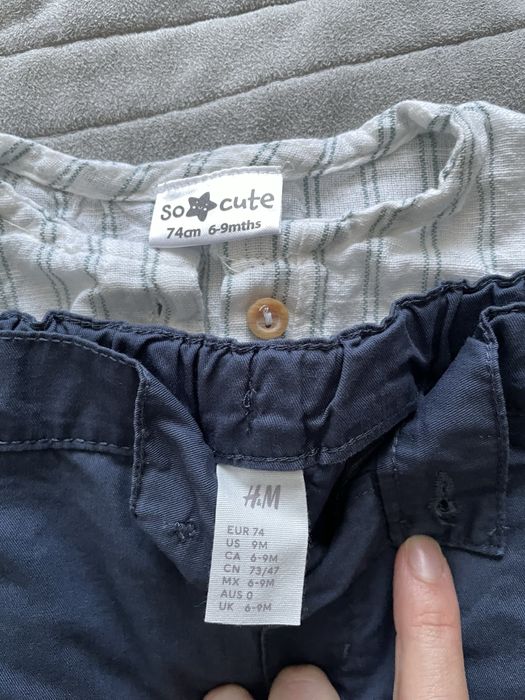 so cute
74cm 6-9mths
H&M
EUR 74
US 9M
CA 6-9M
CN 73/47
MX 6-9M
AUS 0
UK 6-9M